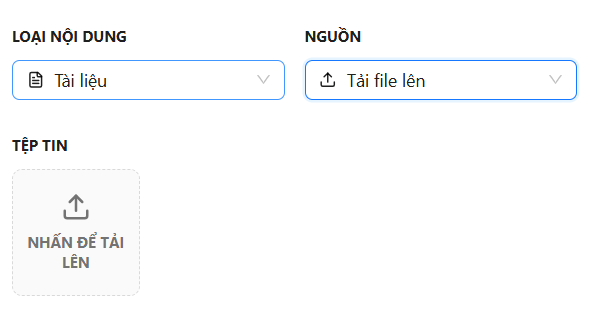 LOẠI NỘI DUNG
NGUỒN
Tài liệu
Tải file lên
TỆP TIN
NHẤN ĐỂ TẢI
LÊN